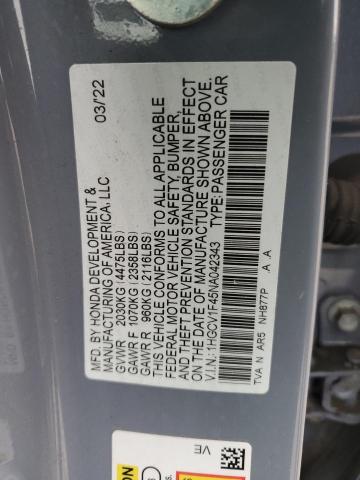 MFD. BY HONDA DEVELOPMENT & 03/'22
MANUFACTURING OF AMERICA, LLC
GVWR 2030KG (4475LBS)
GAWR F 1070KG (2358LBS)
GAWR R 960KG (2116LBS)
THIS VEHICLE CONFORMS TO ALL APPLICABLE
FEDERAL MOTOR VEHICLE SAFETY, BUMPER,
AND THEFT PREVENTION STANDARDS IN EFFECT
ON THE DATE OF MANUFACTURE SHOWN ABOVE.
V.I.N.: 1HGCV1F45NA042343 TYPE: PASSENGER CAR
TVA N AR5 NH877P . A . A
VE